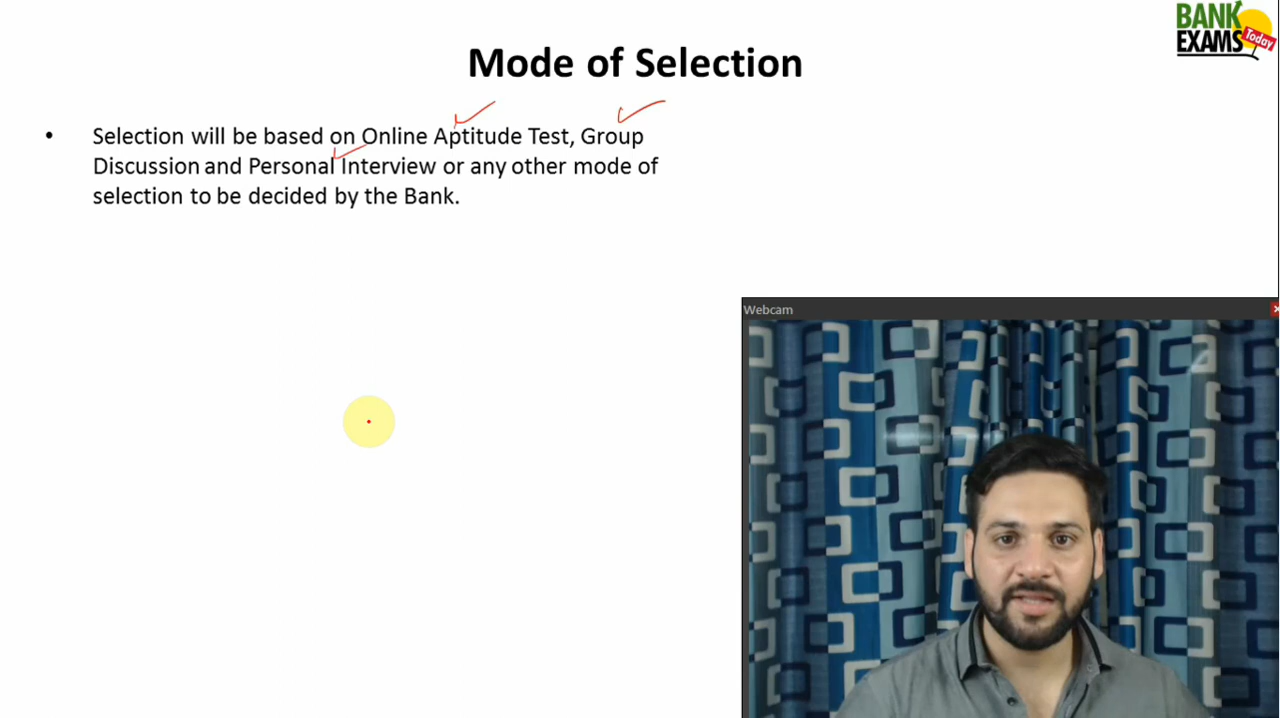 BANK
EXAMS
Today
Mode of Selection
• Selection will be based on Online Aptitude Test, Group
Discussion and Personal Interview or any other mode of
selection to be decided by the Bank.
Webcam